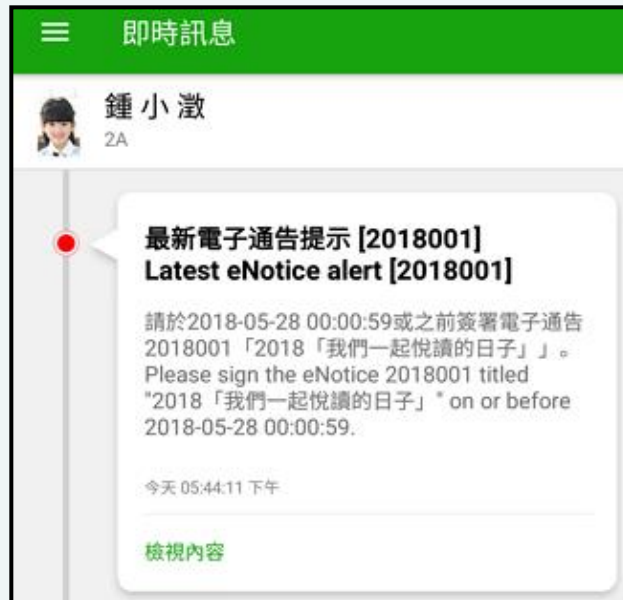 即時訊息
鍾 小 澂
2A
最新電子通告提示 [2018001]
Latest eNotice alert [2018001]
請於2018-05-28 00:00:59或之前簽署電子通告
2018001「2018「我們一起悅讀的日子」」。
Please sign the eNotice 2018001 titled
"2018「我們一起悅讀的日子」" on or before
2018-05-28 00:00:59.
今天 05:44:11 下午
檢視內容